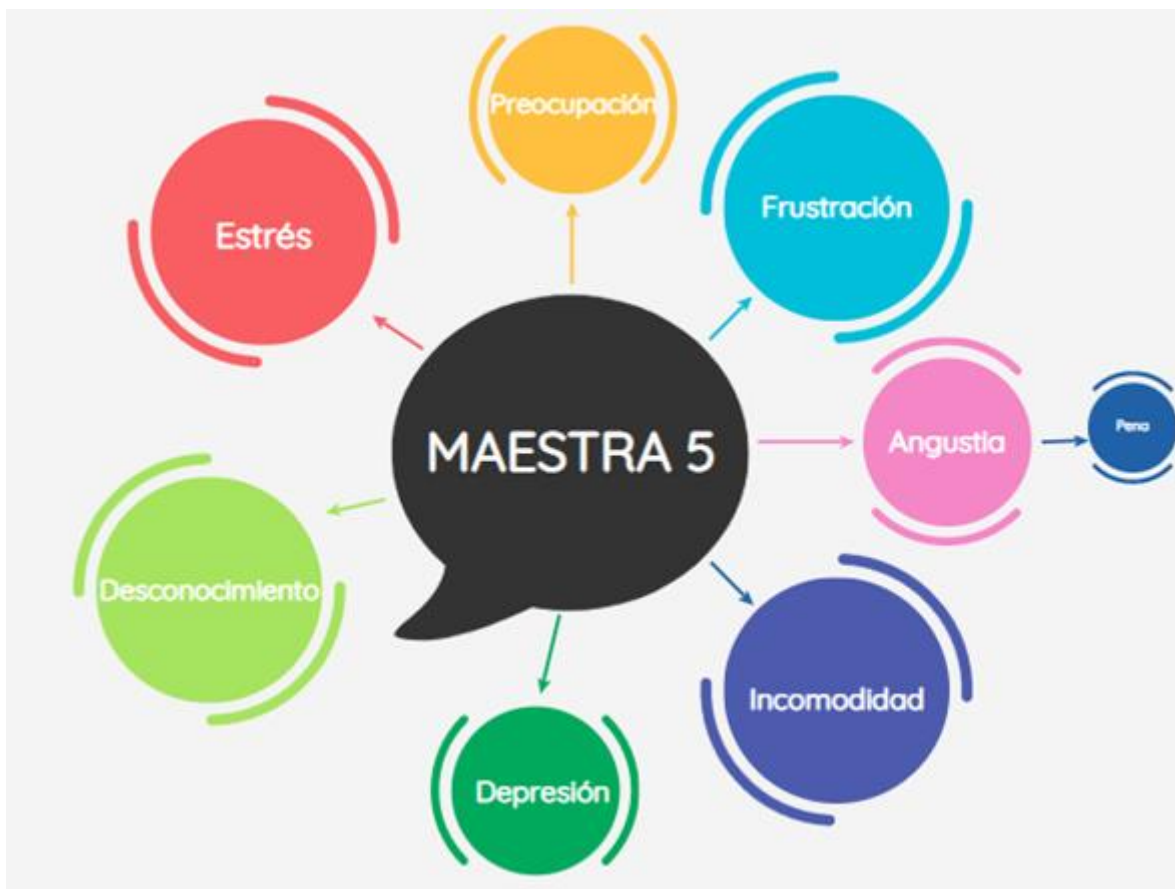 Preocupación
Frustración
Estrés
MAESTRA 5
Angustia
Pena
Desconocimiento
Incomodidad
Depresión